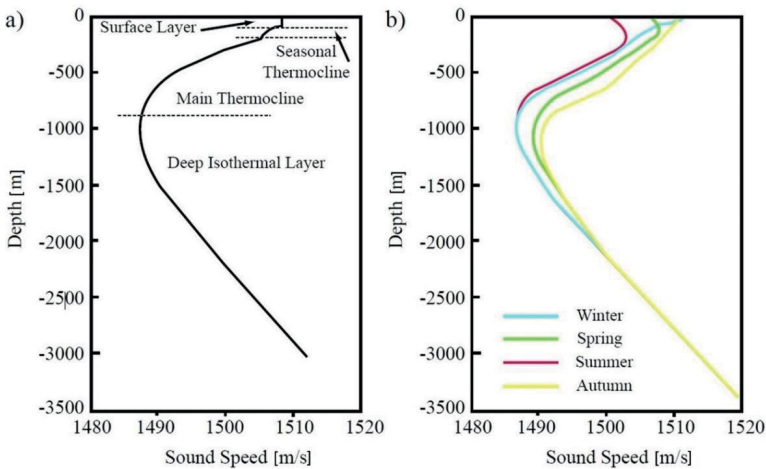 a)
0
-500
-1000
-1500
-2000
-2500
-3000
-3500
Depth [m]
Surface Layer
Seasonal
Thermocline
Main Thermocline
Deep Isothermal Layer
1480
1490
1500
1510
1520
Sound Speed [m/s]
b)
0
-500
-1000
-1500
-2000
-2500
-3000
-3500
Depth [m]
Winter
Spring
Summer
Autumn
1480
1490
1500
1510
1520
Sound Speed [m/s]